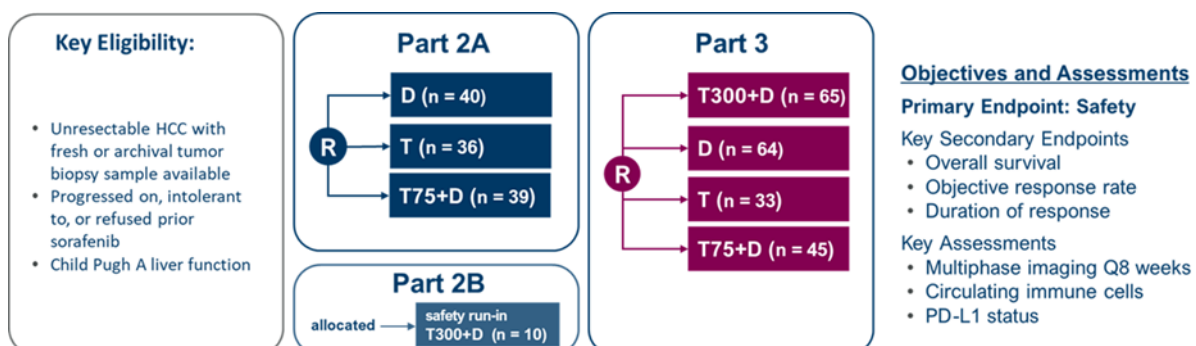 Key Eligibility:
• Unresectable HCC with
fresh or archival tumor
biopsy sample available
• Progressed on, intolerant
to, or refused prior
sorafenib
• Child Pugh A liver function
Part 2A
R
D (n = 40)
T (n = 36)
T75+D (n = 39)
Part 2B
allocated
safety run-in
T300+D (n = 10)
Part 3
R
T300+D (n = 65)
D (n = 64)
T (n = 33)
T75+D (n = 45)
Objectives and Assessments
Primary Endpoint: Safety
Key Secondary Endpoints
• Overall survival
• Objective response rate
• Duration of response
Key Assessments
• Multiphase imaging Q8 weeks
• Circulating immune cells
• PD-L1 status